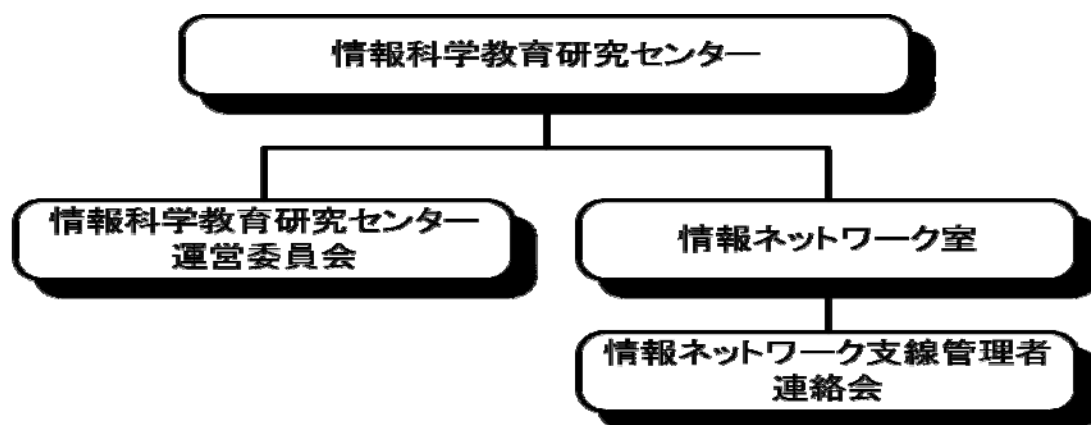 情報科学教育研究センター
情報科学教育研究センター
運営委員会
情報ネットワーク室
情報ネットワーク支線管理者
連絡会